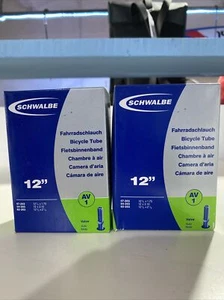 SCHWALBE
Fahrradschlauch
Bicycle Tube
Fietsbinnenband
Chambre à air
Camera d'aria
Cámara de aire
12"
AV
1
SCHWALBE
Fahrradschlauch
Bicycle Tube
Fietsbinnenband
Chambre à air
Camera d'aria
Cámara de aire
12"
AV
1